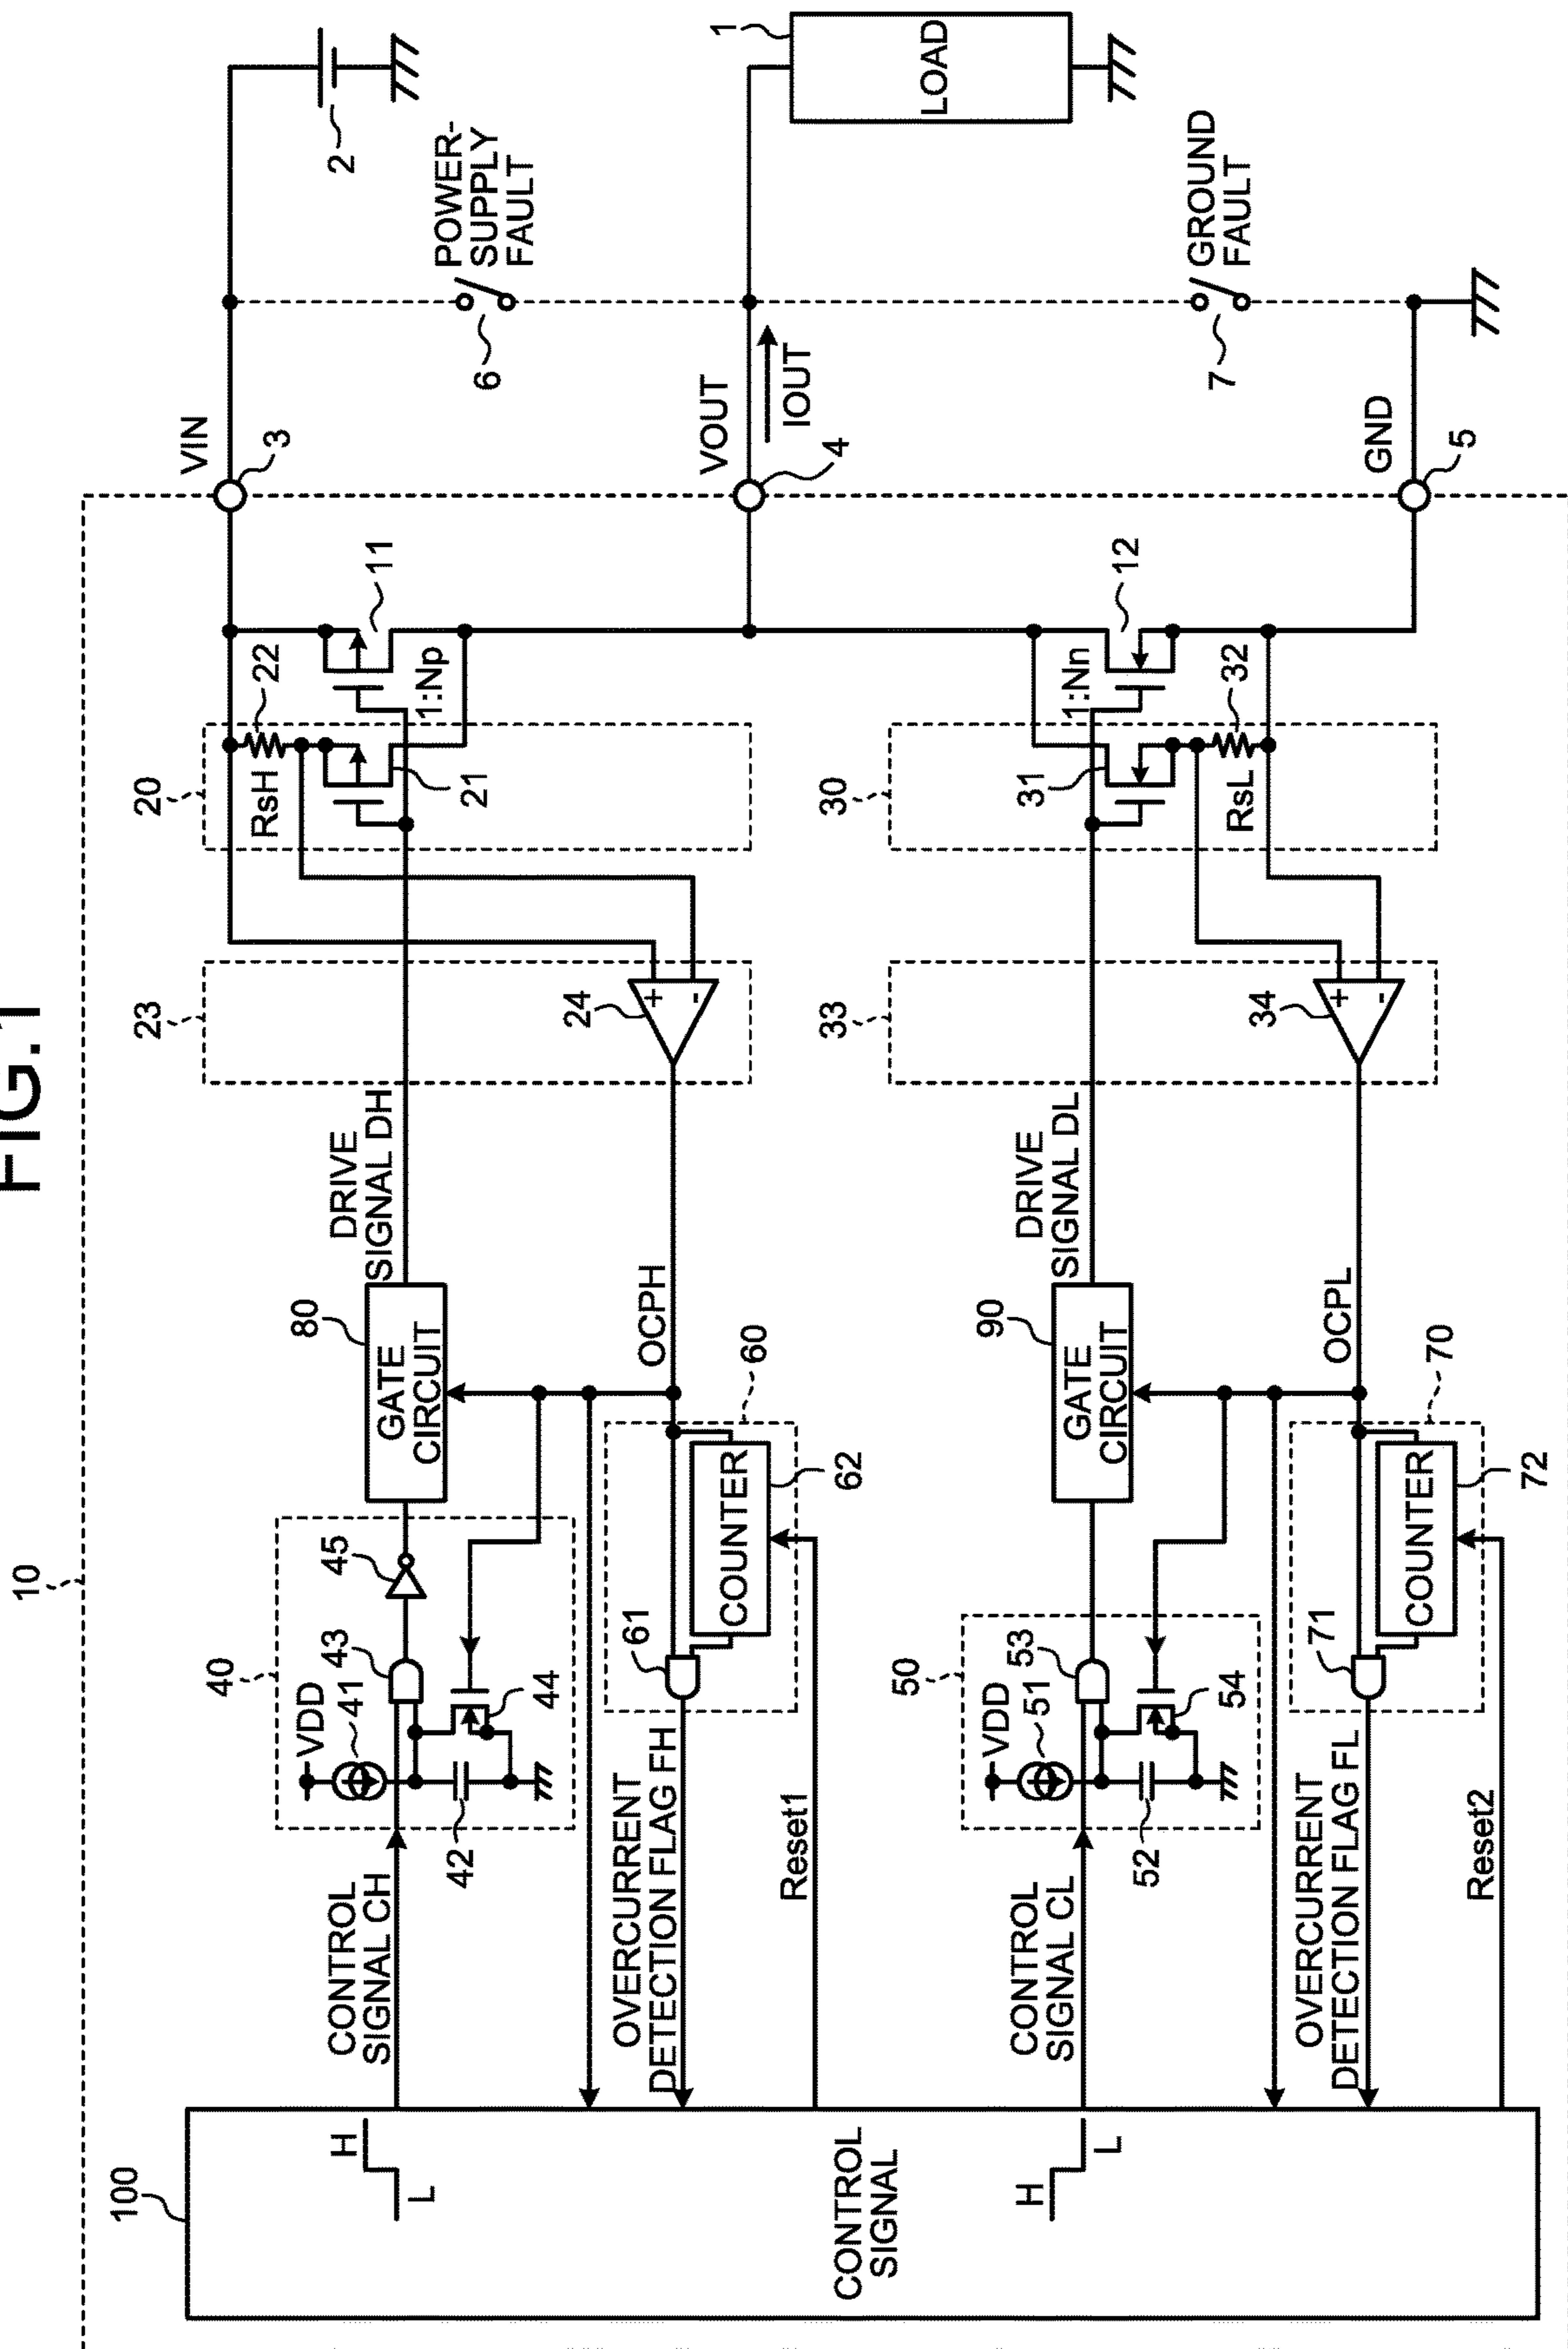 FIG.1
10
100
CONTROL
SIGNAL
L
H
H
L
CONTROL
SIGNAL CH
40
VDD
41
42
43
44
45
80
GATE
CIRCUIT
DRIVE
SIGNAL DH
OVERCURRENT
DETECTION FLAG FH
Reset1
61
COUNTER
62
60
OCPH
23
24
+
-
20
RsH
22
21
11
1:Np
VIN
3
2
POWER-
SUPPLY
FAULT
6
VOUT
4
IOUT
1
LOAD
CONTROL
SIGNAL CL
50
VDD
51
52
53
54
90
GATE
CIRCUIT
DRIVE
SIGNAL DL
OVERCURRENT
DETECTION FLAG FL
Reset2
71
COUNTER
72
70
OCPL
33
34
+
-
30
31
RsL
32
1:Nn
12
GROUND
FAULT
7
GND
5